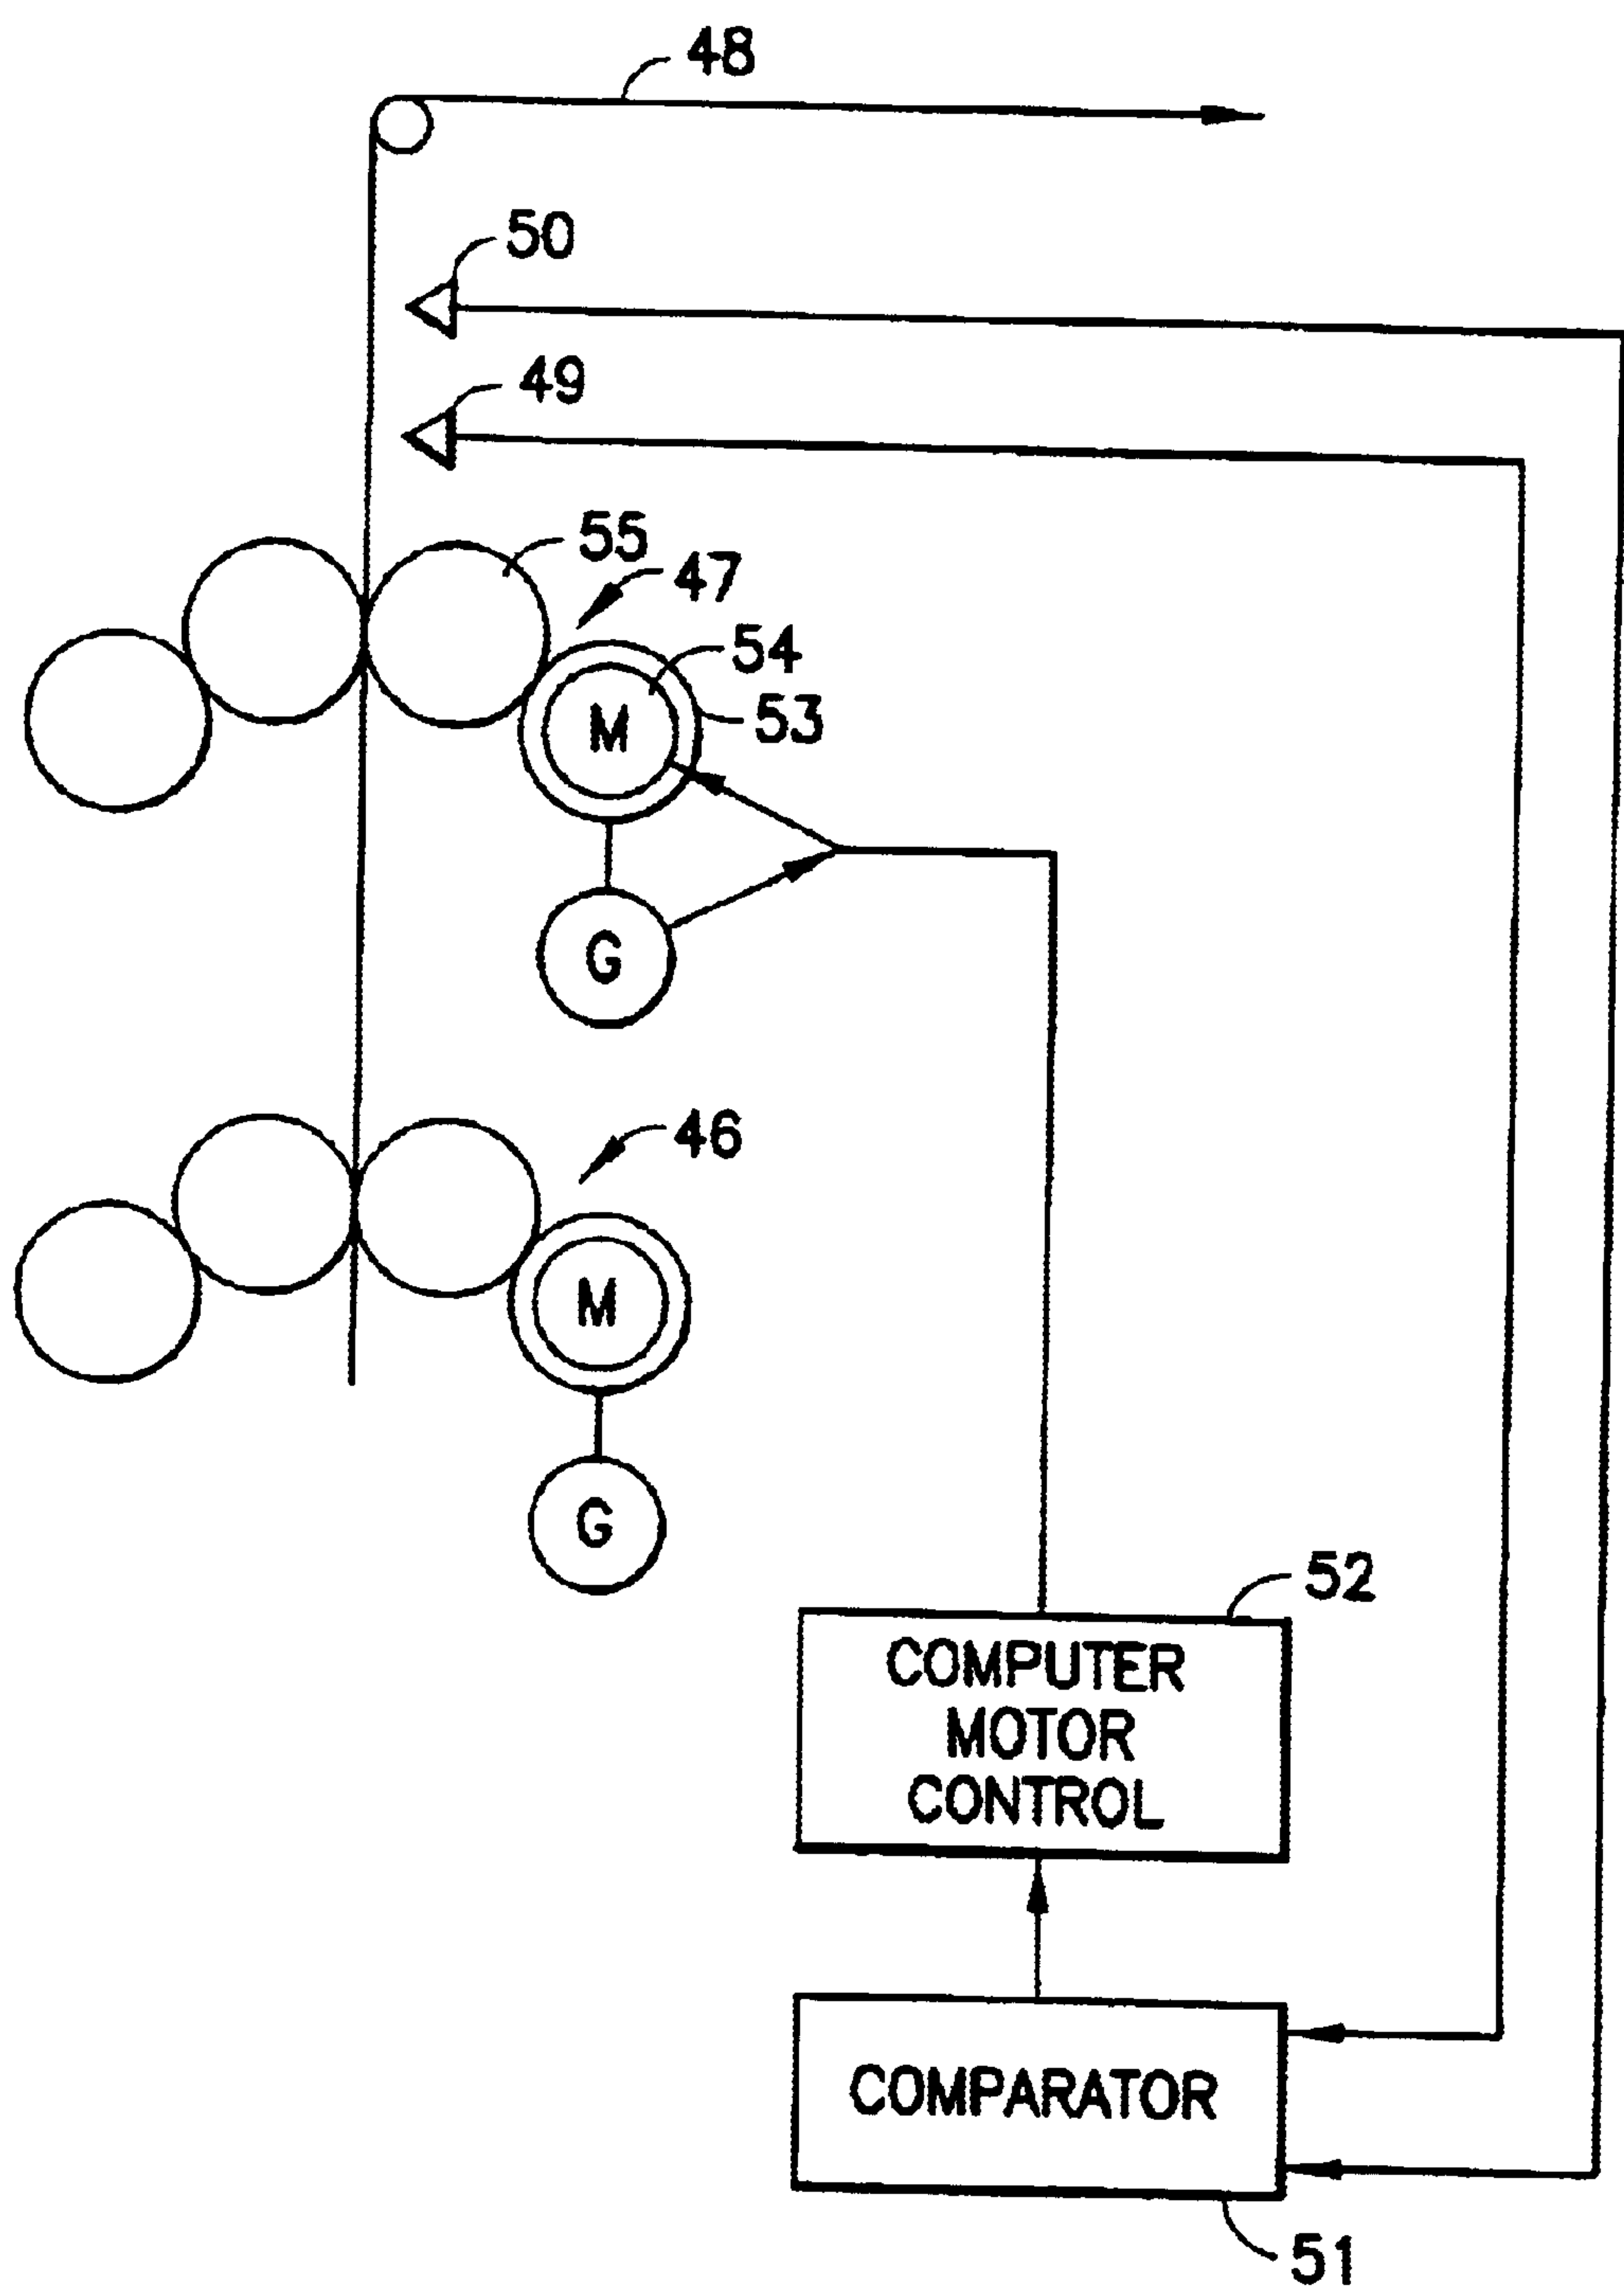 48
50
49
55
47
54
53
M
G
46
M
G
52
COMPUTER
MOTOR
CONTROL
COMPARATOR
51